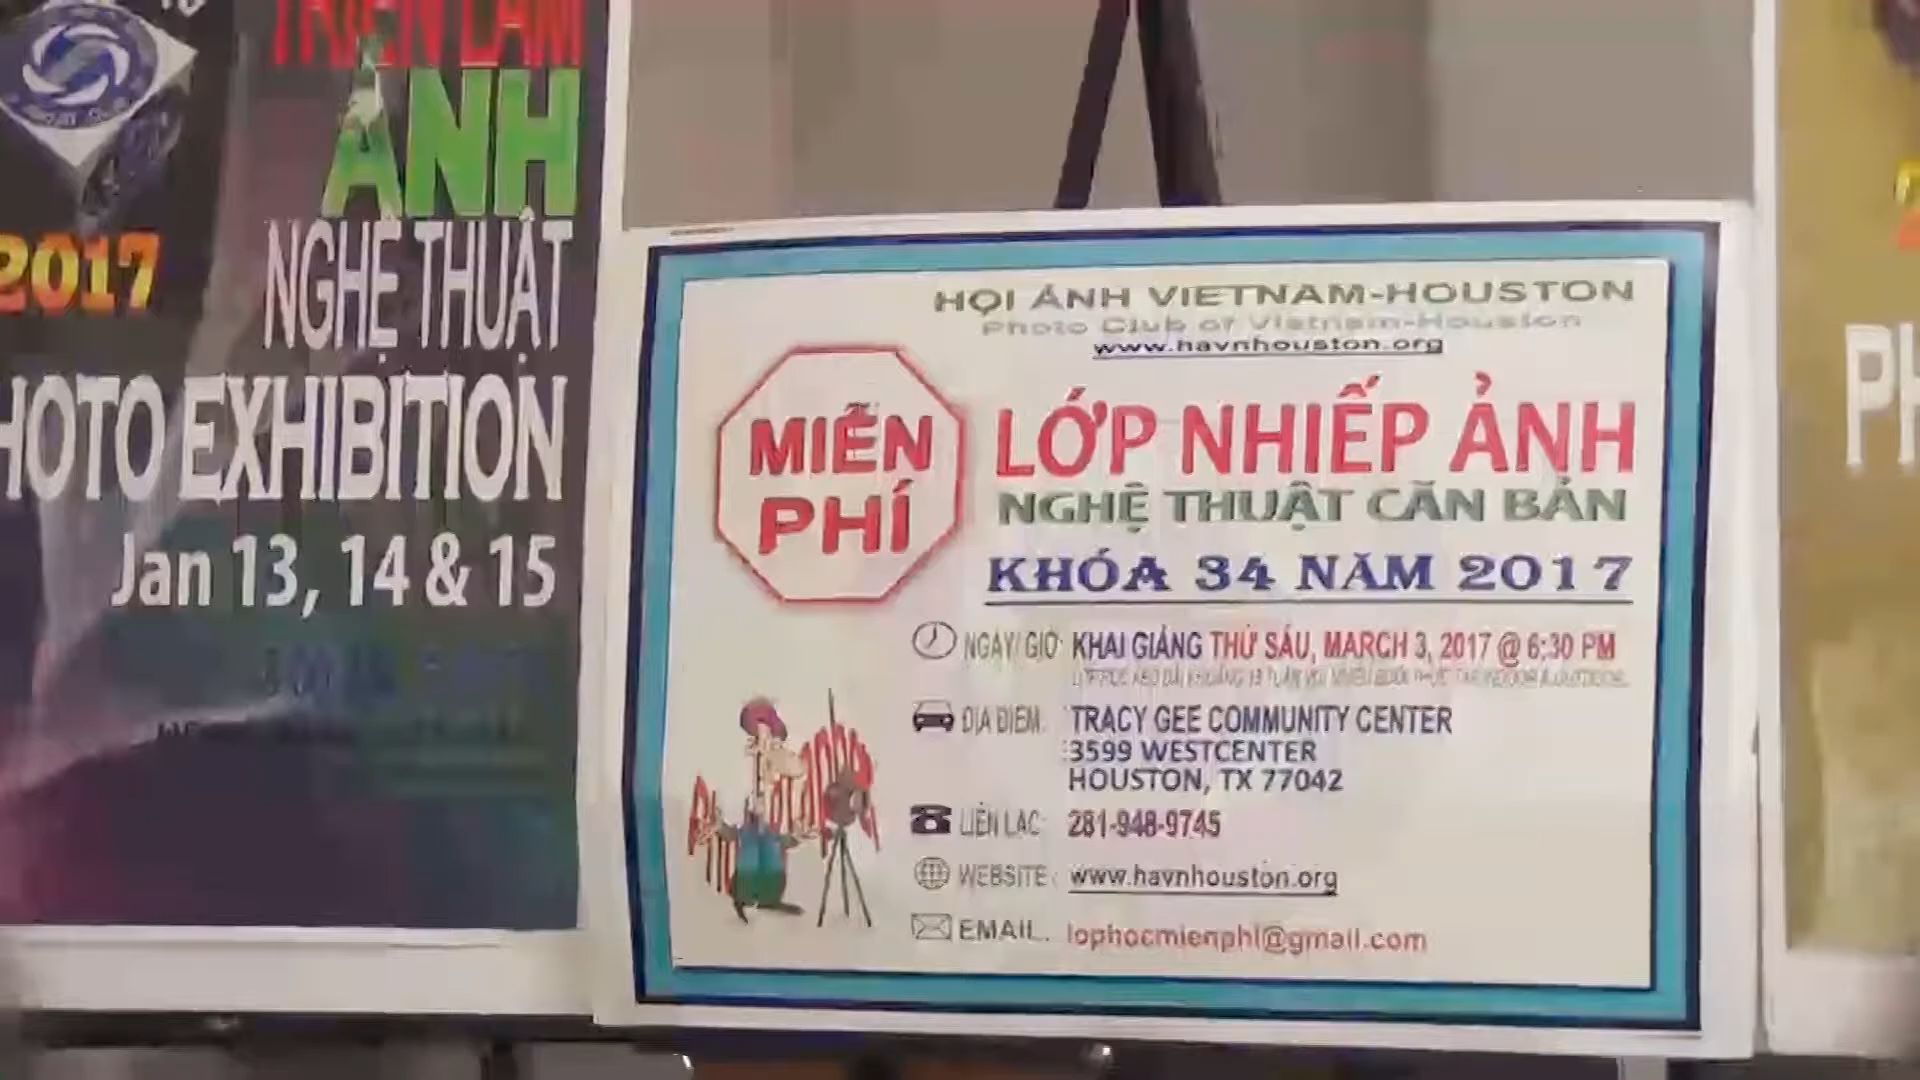 TRIỂN LÃM
ẢNH
2017
NGHỆ THUẬT
HOTO EXHIBITION
Jan 13, 14 & 15
HỘI ẢNH VIETNAM-HOUSTON
Photo Club of Vietnam-Houston
www.havnhouston.org
MIỄN
PHÍ
LỚP NHIẾP ẢNH
NGHỆ THUẬT CĂN BẢN
KHÓA 34 NĂM 2017
NGÀY/ GIỜ: KHAI GIẢNG THỨ SÁU, MARCH 3, 2017 @ 6:30 PM
ĐỊA ĐIỂM: TRACY GEE COMMUNITY CENTER
3599 WESTCENTER
HOUSTON, TX 77042
LIÊN LẠC: 281-948-9745
WEBSITE: www.havnhouston.org
EMAIL: lophocmienphi@gmail.com
PH